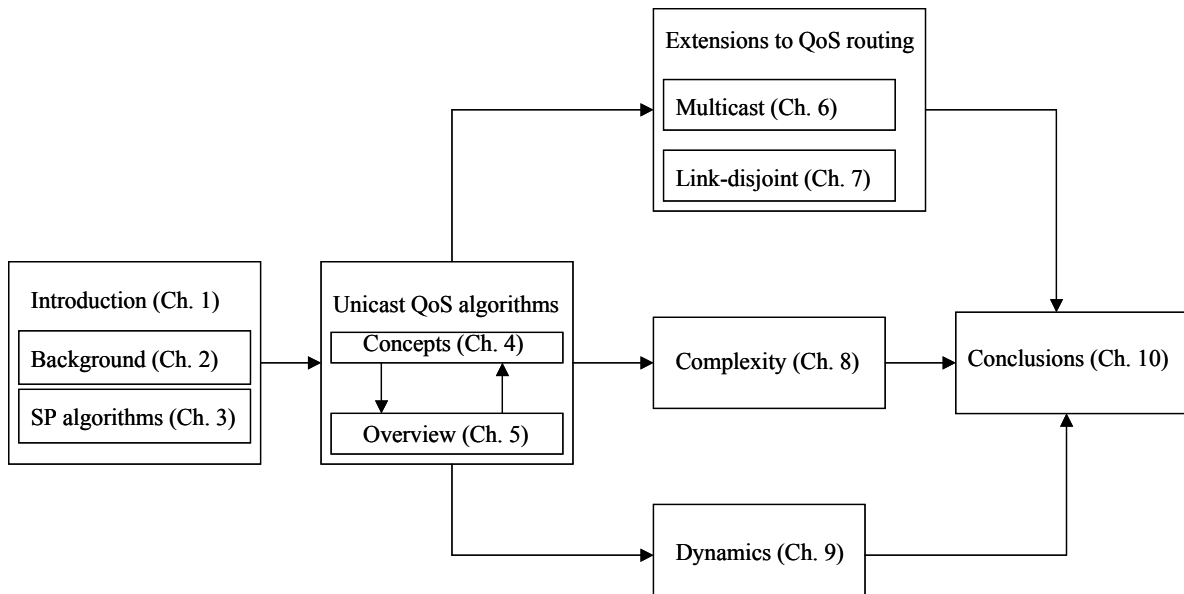 Extensions to QoS routing
Multicast (Ch. 6)
Link-disjoint (Ch. 7)
Introduction (Ch. 1)
Background (Ch. 2)
SP algorithms (Ch. 3)
Unicast QoS algorithms
Concepts (Ch. 4)
Overview (Ch. 5)
Complexity (Ch. 8)
Conclusions (Ch. 10)
Dynamics (Ch. 9)